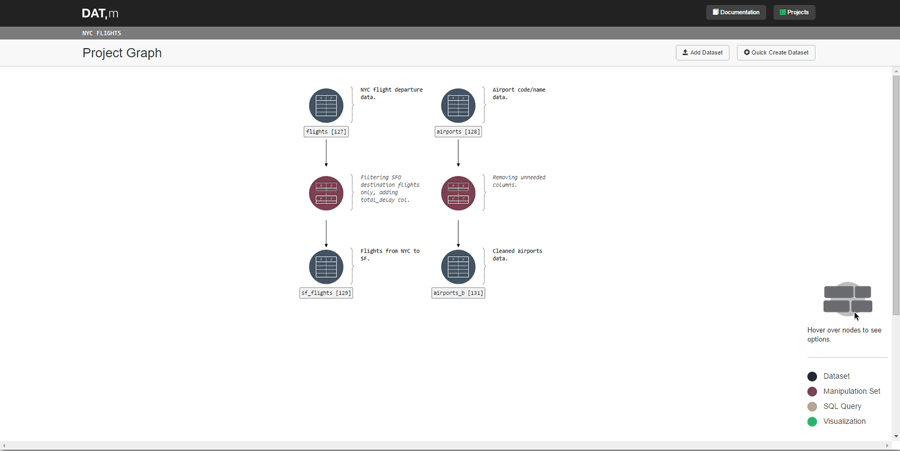 DAT,m
Documentation
Projects
NYC FLIGHTS
Project Graph
Add Dataset
Quick Create Dataset
NYC flight departure
data.
flights [127]
Airport code/name
data.
airports [128]
Filtering SFO
destination flights
only, adding
total_delay col.
Removing unneeded
columns.
Flights from NYC to
SF.
sf_flights [129]
Cleaned airports
data.
airports_b [131]
Hover over nodes to see
options.
Dataset
Manipulation Set
SQL Query
Visualization